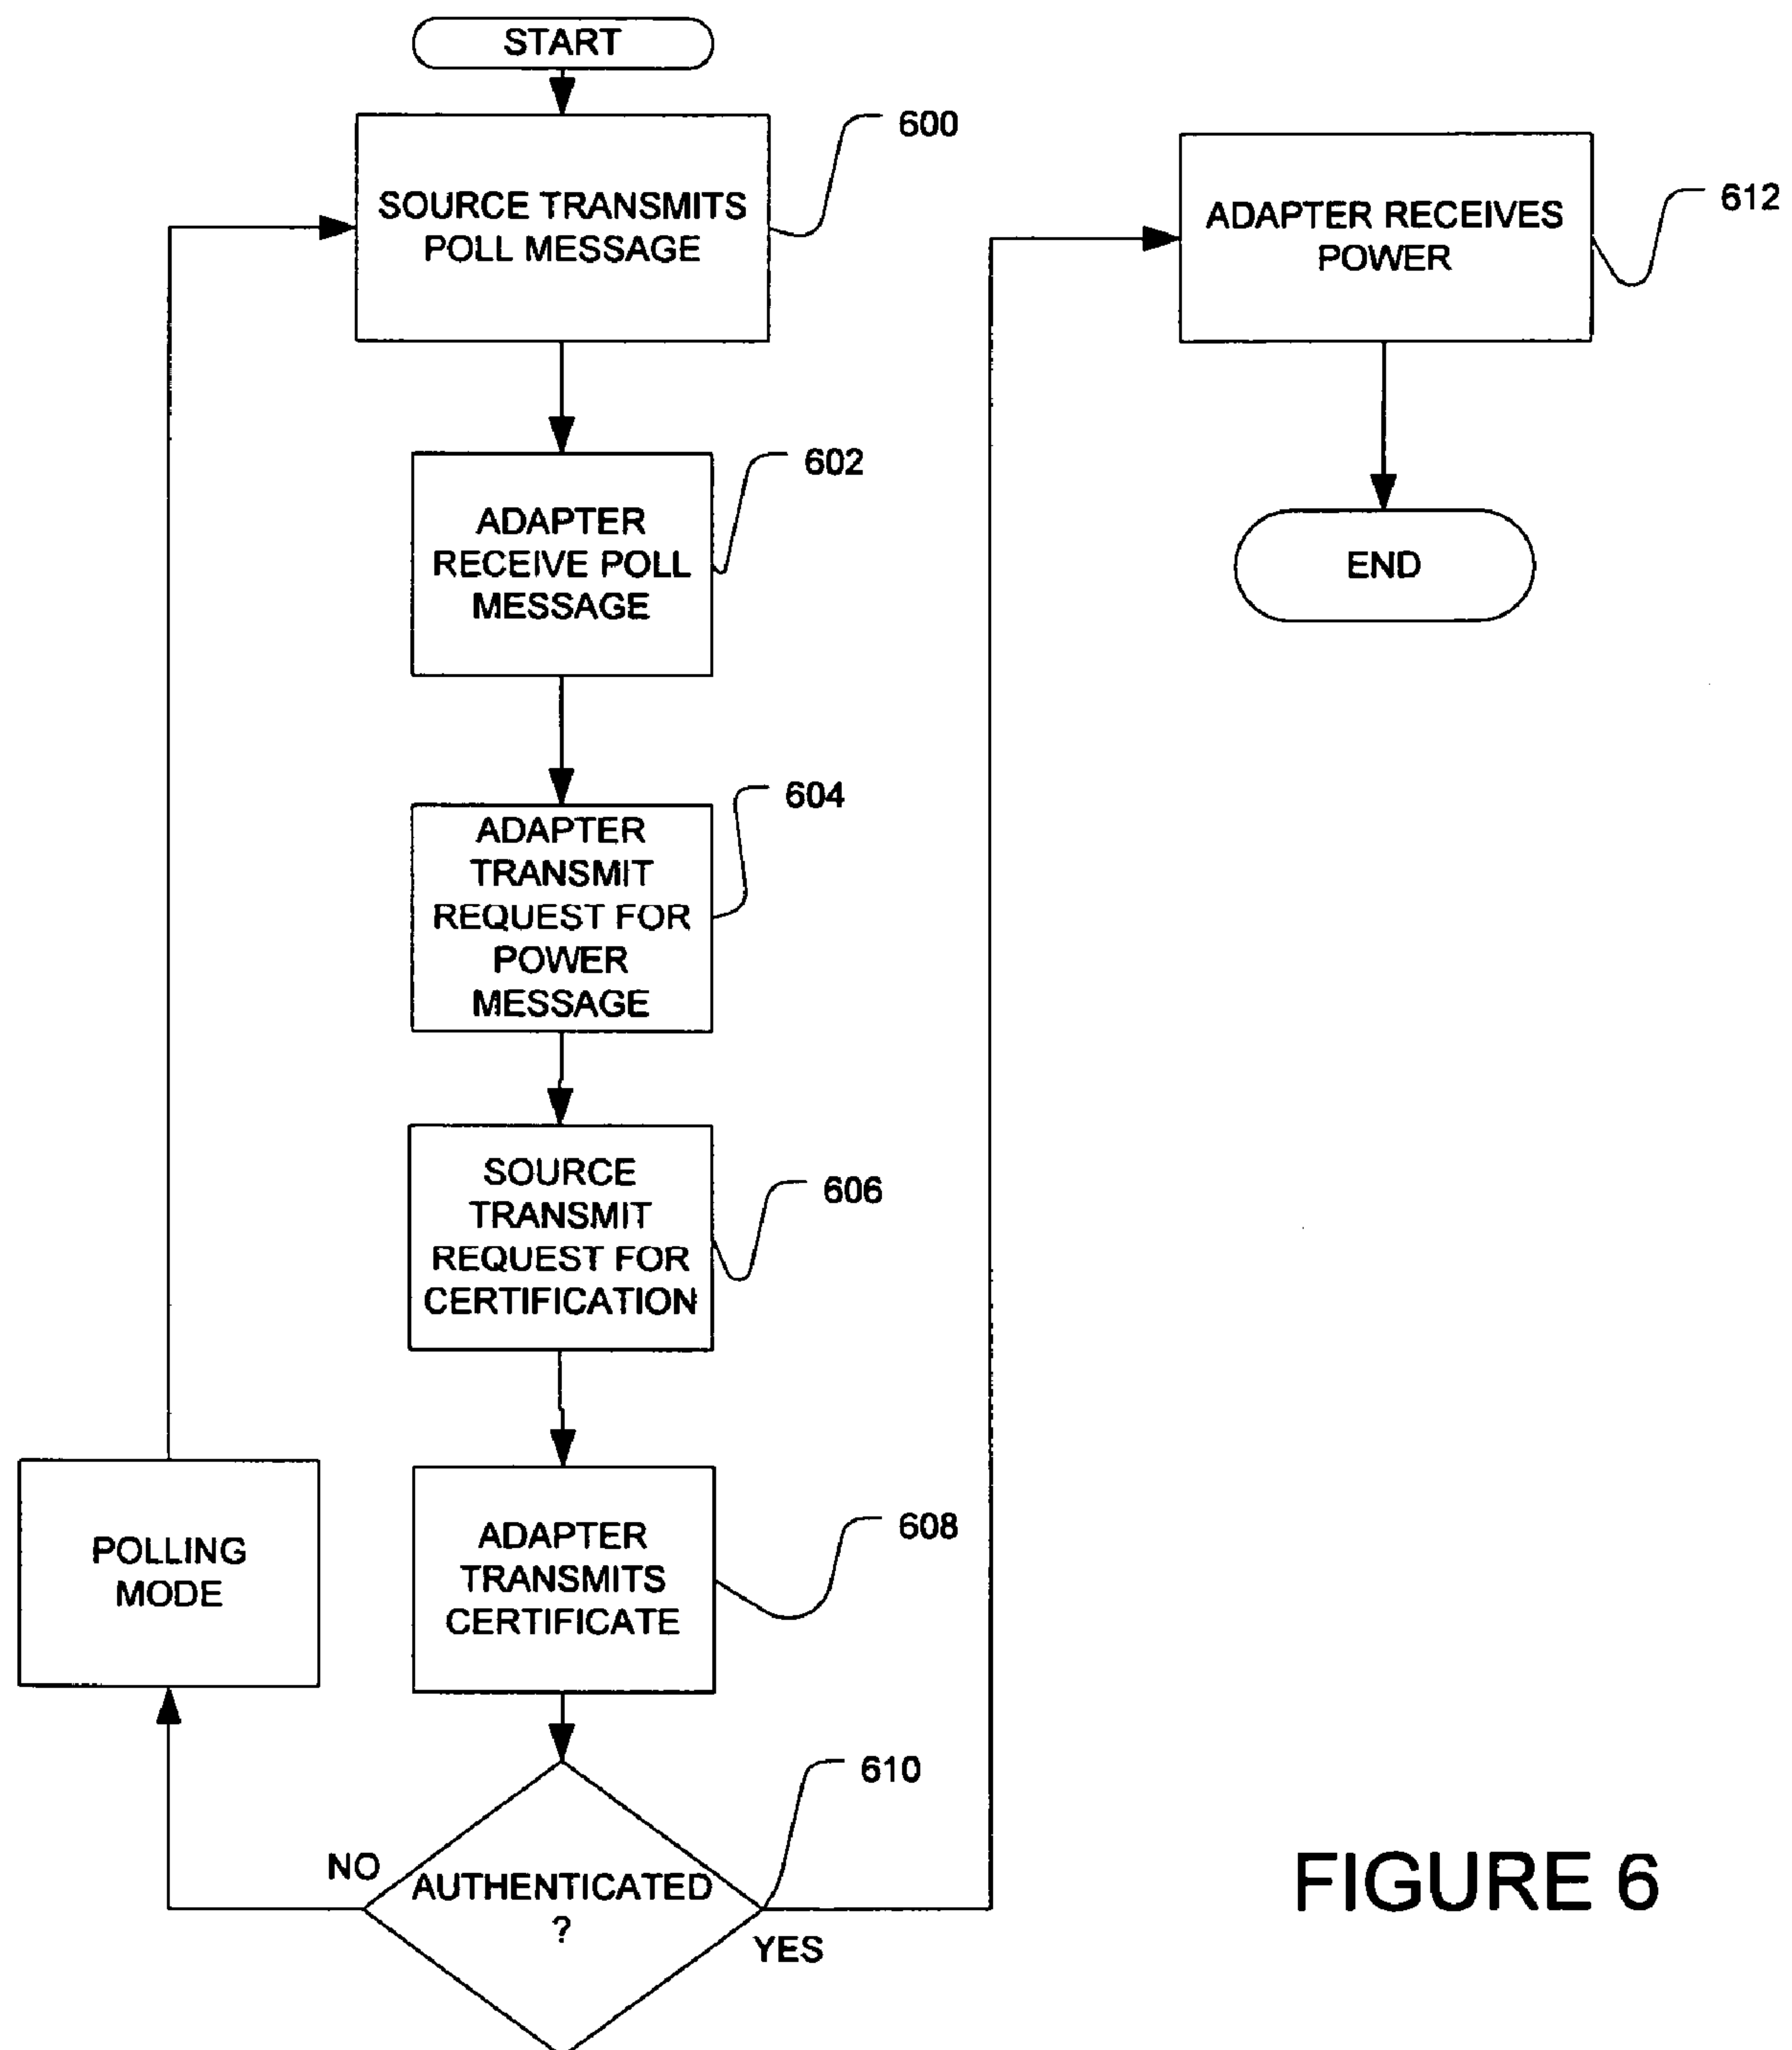 START
600
SOURCE TRANSMITS
POLL MESSAGE
612
ADAPTER RECEIVES
POWER
602
ADAPTER
RECEIVE POLL
MESSAGE
END
604
ADAPTER
TRANSMIT
REQUEST FOR
POWER
MESSAGE
606
SOURCE
TRANSMIT
REQUEST FOR
CERTIFICATION
608
ADAPTER
TRANSMITS
CERTIFICATE
POLLING
MODE
610
NO
AUTHENTICATED
?
YES
FIGURE 6